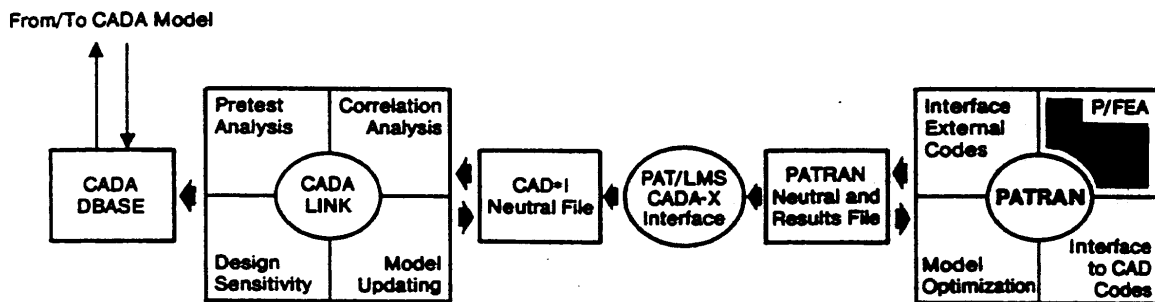 From/To CADA Model
CADA
DBASE
Pretest
Analysis
Correlation
Analysis
CADA
LINK
Design
Sensitivity
Model
Updating
CAD*I
Neutral File
PAT/LMS
CADA-X
Interface
PATRAN
Neutral and
Results File
Interface
External
Codes
P/FEA
PATRAN
Model
Optimization
Interface
to CAD
Codes